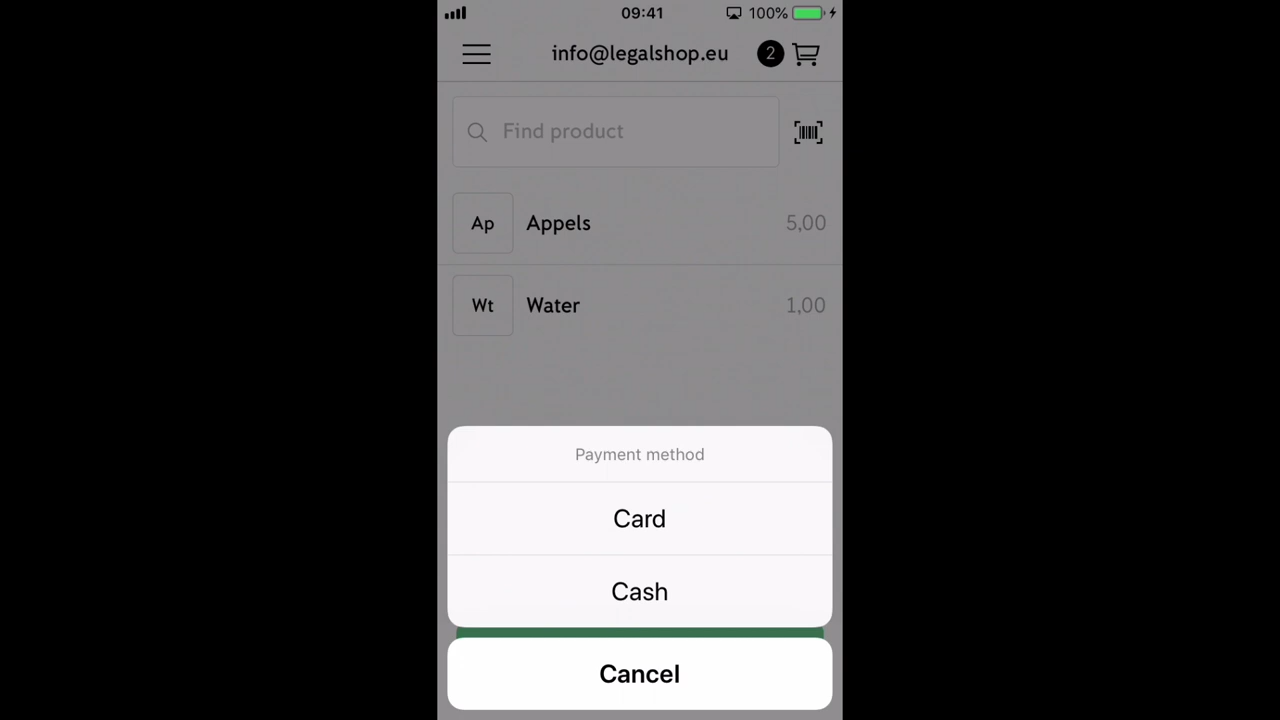 09:41 100%
info@legalshop.eu 2
Find product
Ap Appels 5,00
Wt Water 1,00
Payment method
Card
Cash
Cancel